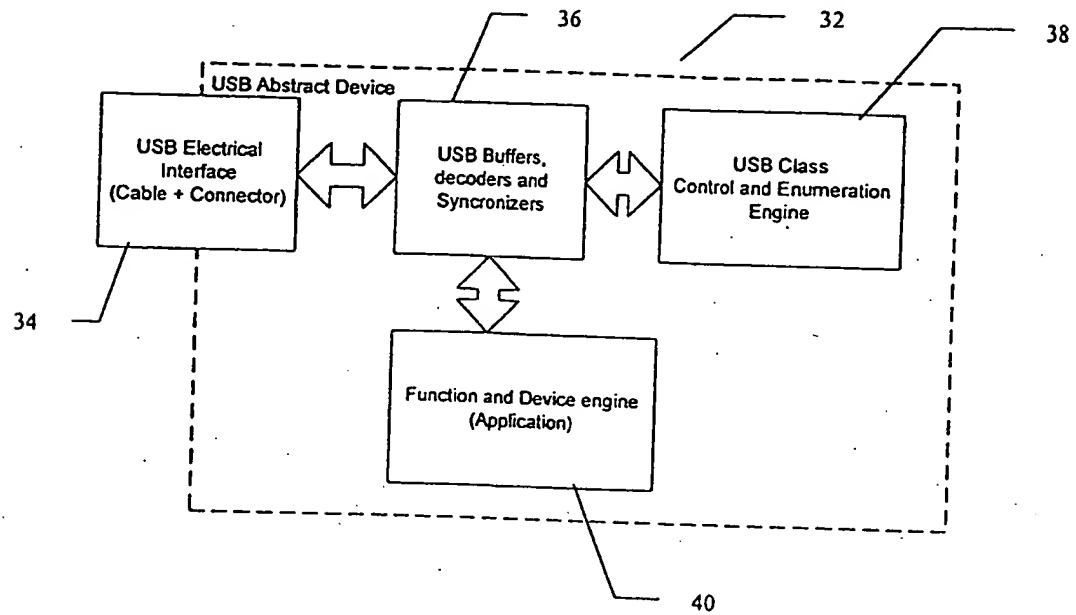 36
32
38
USB Abstract Device
USB Electrical
Interface
(Cable + Connector)
USB Buffers,
decoders and
Syncronizers
USB Class
Control and Enumeration
Engine
34
Function and Device engine
(Application)
40